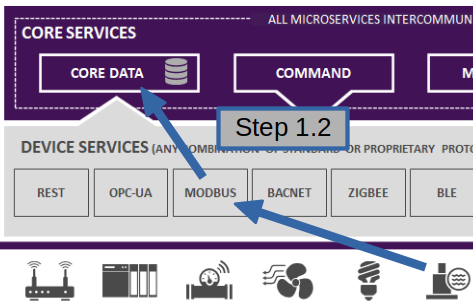 ALL MICROSERVICES INTERCOMMUN
CORE SERVICES
CORE DATA
COMMAND
M
Step 1.2
DEVICE SERVICES (ANY COMBINATION OF STANDARD OR PROPRIETARY PROTO
REST
OPC-UA
MODBUS
BACNET
ZIGBEE
BLE